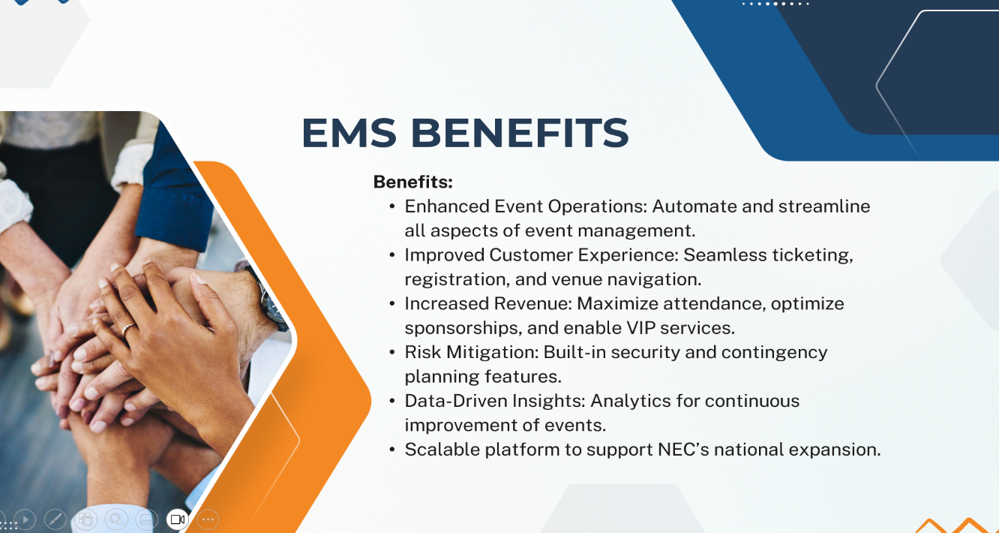 EMS BENEFITS
Benefits:
• Enhanced Event Operations: Automate and streamline
all aspects of event management.
• Improved Customer Experience: Seamless ticketing,
registration, and venue navigation.
• Increased Revenue: Maximize attendance, optimize
sponsorships, and enable VIP services.
• Risk Mitigation: Built-in security and contingency
planning features.
• Data-Driven Insights: Analytics for continuous
improvement of events.
• Scalable platform to support NEC’s national expansion.